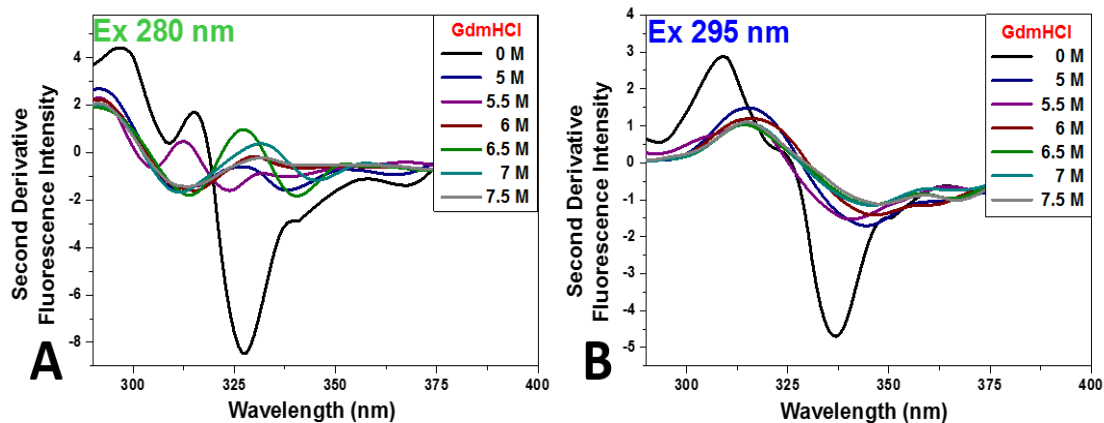 Ex 280 nm
GdmHCl
0 M
5 M
5.5 M
6 M
6.5 M
7 M
7.5 M
4
2
0
-2
-4
-6
-8
300
325
350
375
400
Second Derivative
Fluorescence Intensity
Wavelength (nm)
A
Ex 295 nm
GdmHCl
0 M
5 M
5.5 M
6 M
6.5 M
7 M
7.5 M
4
3
2
1
0
-1
-2
-3
-4
-5
300
325
350
375
400
Second Derivative
Fluorescence Intensity
Wavelength (nm)
B